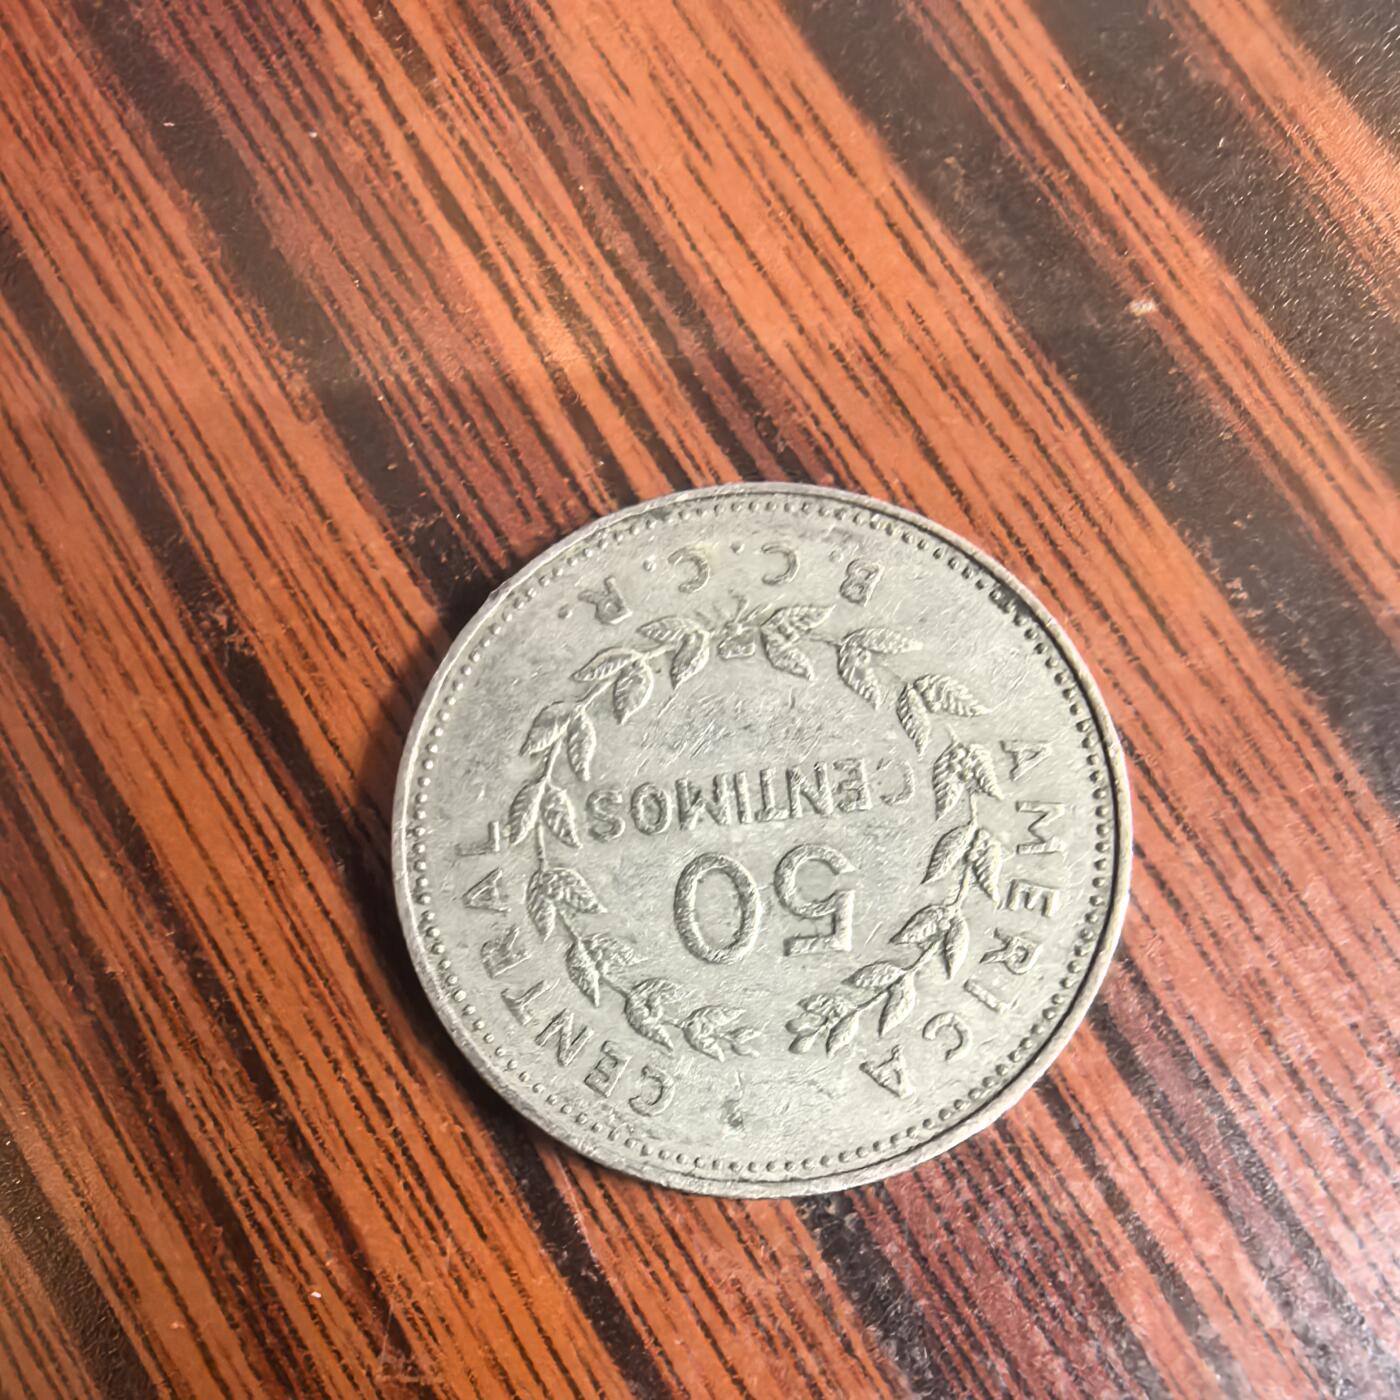 AMERICA CENTRAL
50
CENTIMOS
B.C.C.R.